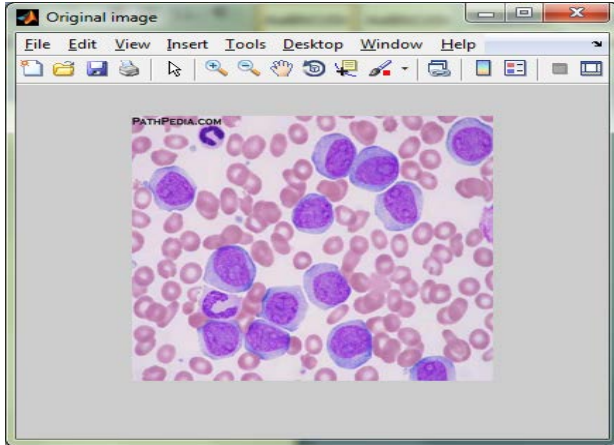 Original image
File Edit View Insert Tools Desktop Window Help
PATHPEDIA.COM